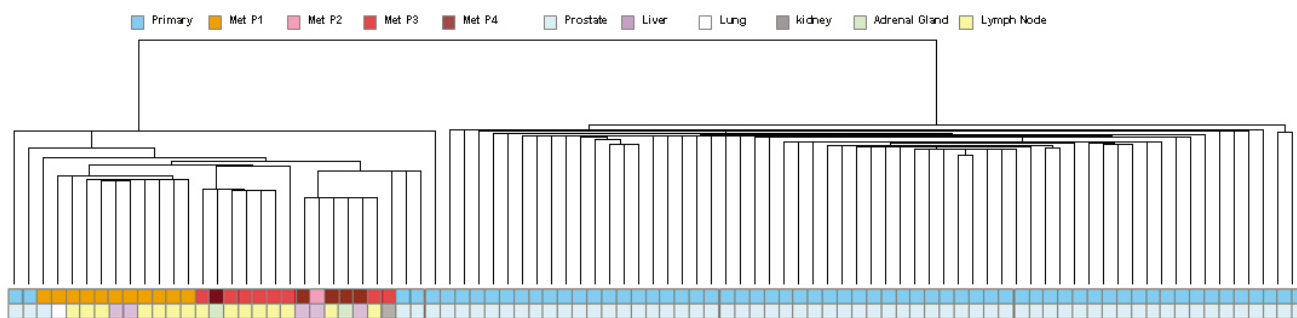 Primary Met P1 Met P2 Met P3 Met P4 Prostate Liver Lung kidney Adrenal Gland Lymph Node